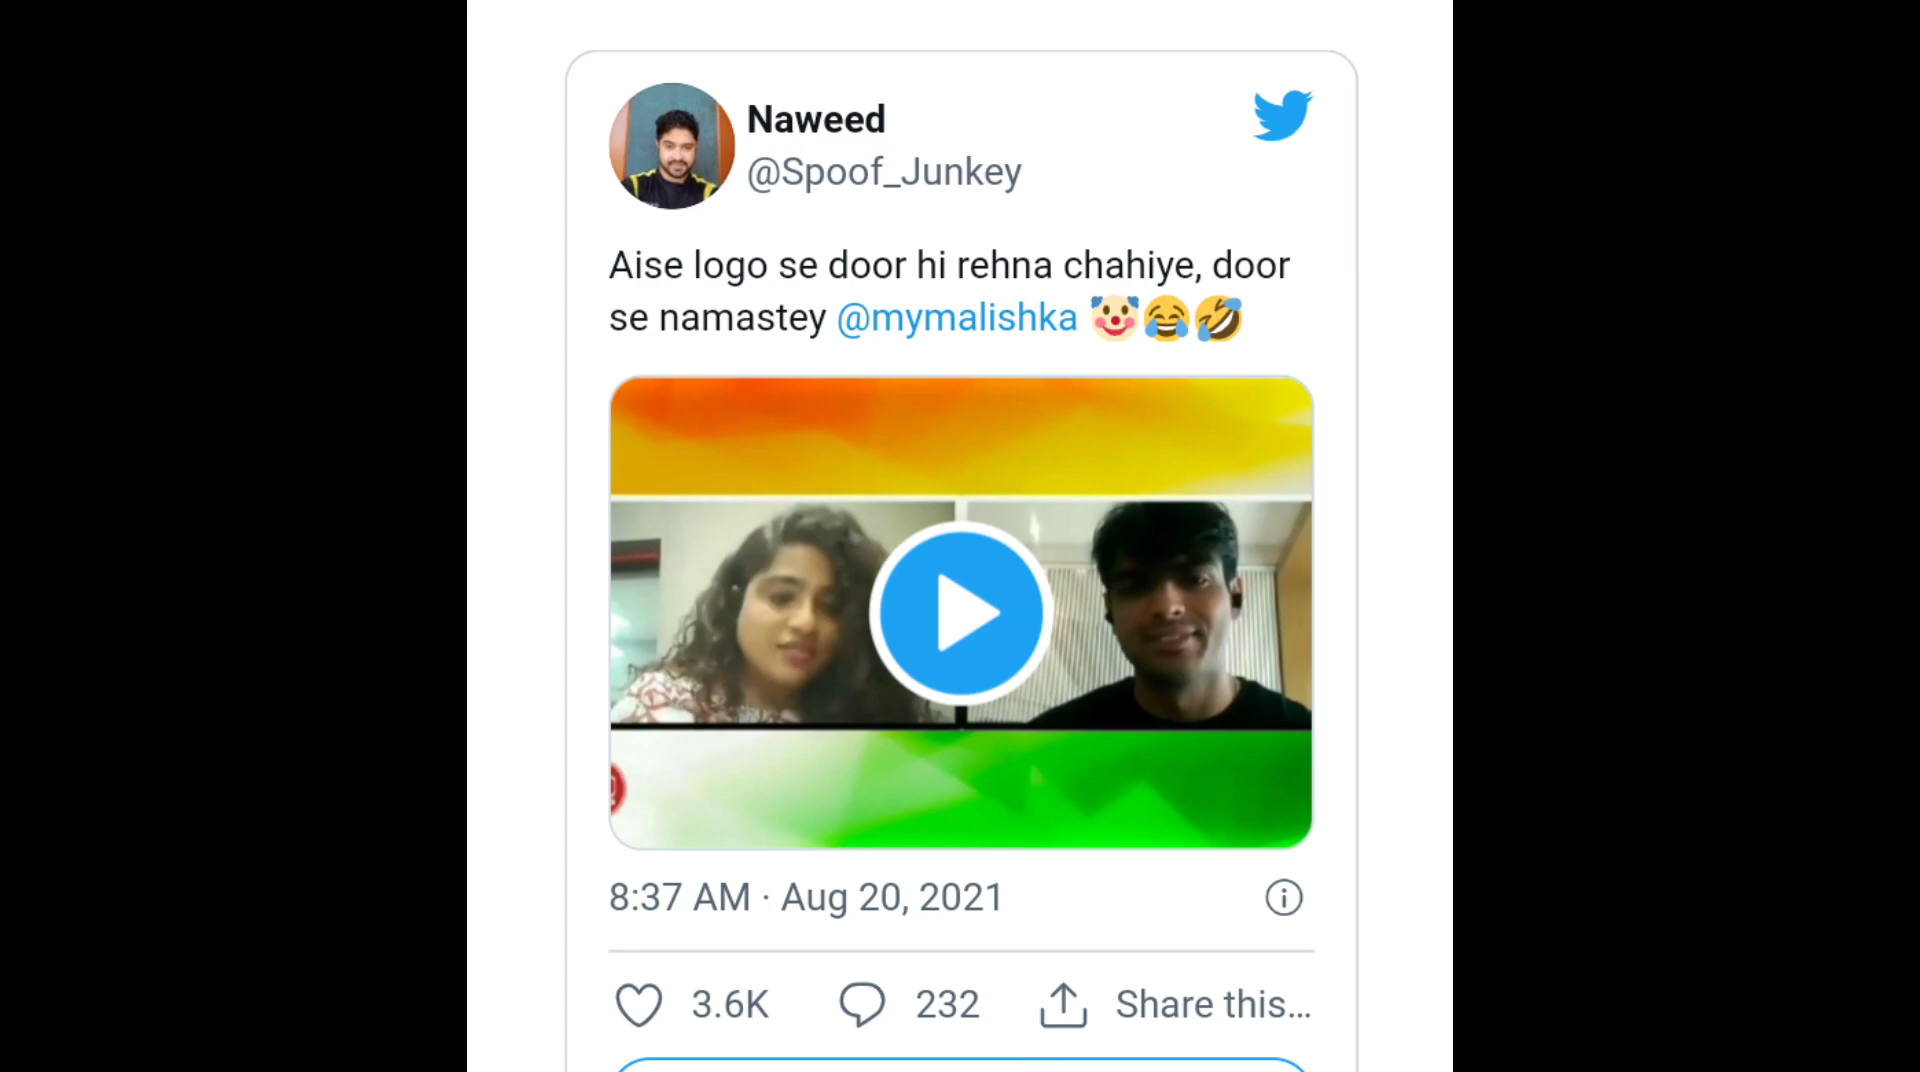 Naweed
@Spoof_Junkey
Aise logo se door hi rehna chahiye, door
se namastey @mymalishka 🤡😂🤣
8:37 AM · Aug 20, 2021
3.6K 232 Share this...